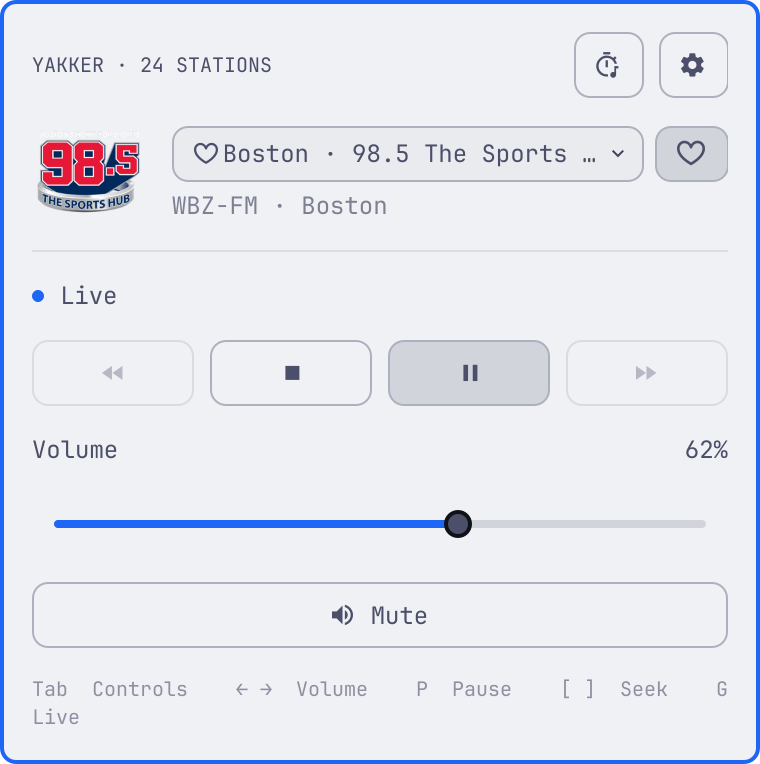 YAKKER · 24 STATIONS
98.5
THE SPORTS HUB
Boston · 98.5 The Sports …
WBZ-FM · Boston
Live
Volume 62%
Mute
Tab Controls ← → Volume P Pause [ ] Seek G
Live